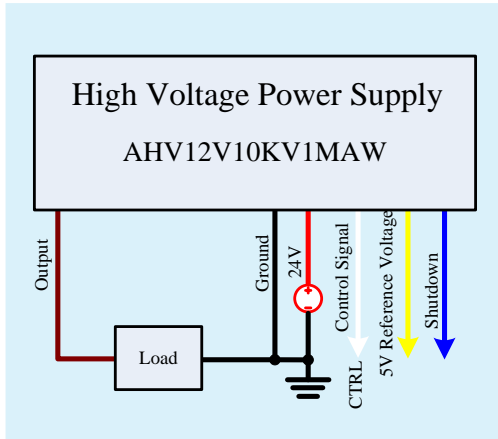 High Voltage Power Supply
AHV12V10KV1MAW
Output
Ground
24V
Control Signal
5V Reference Voltage
Shutdown
CTRL
Load